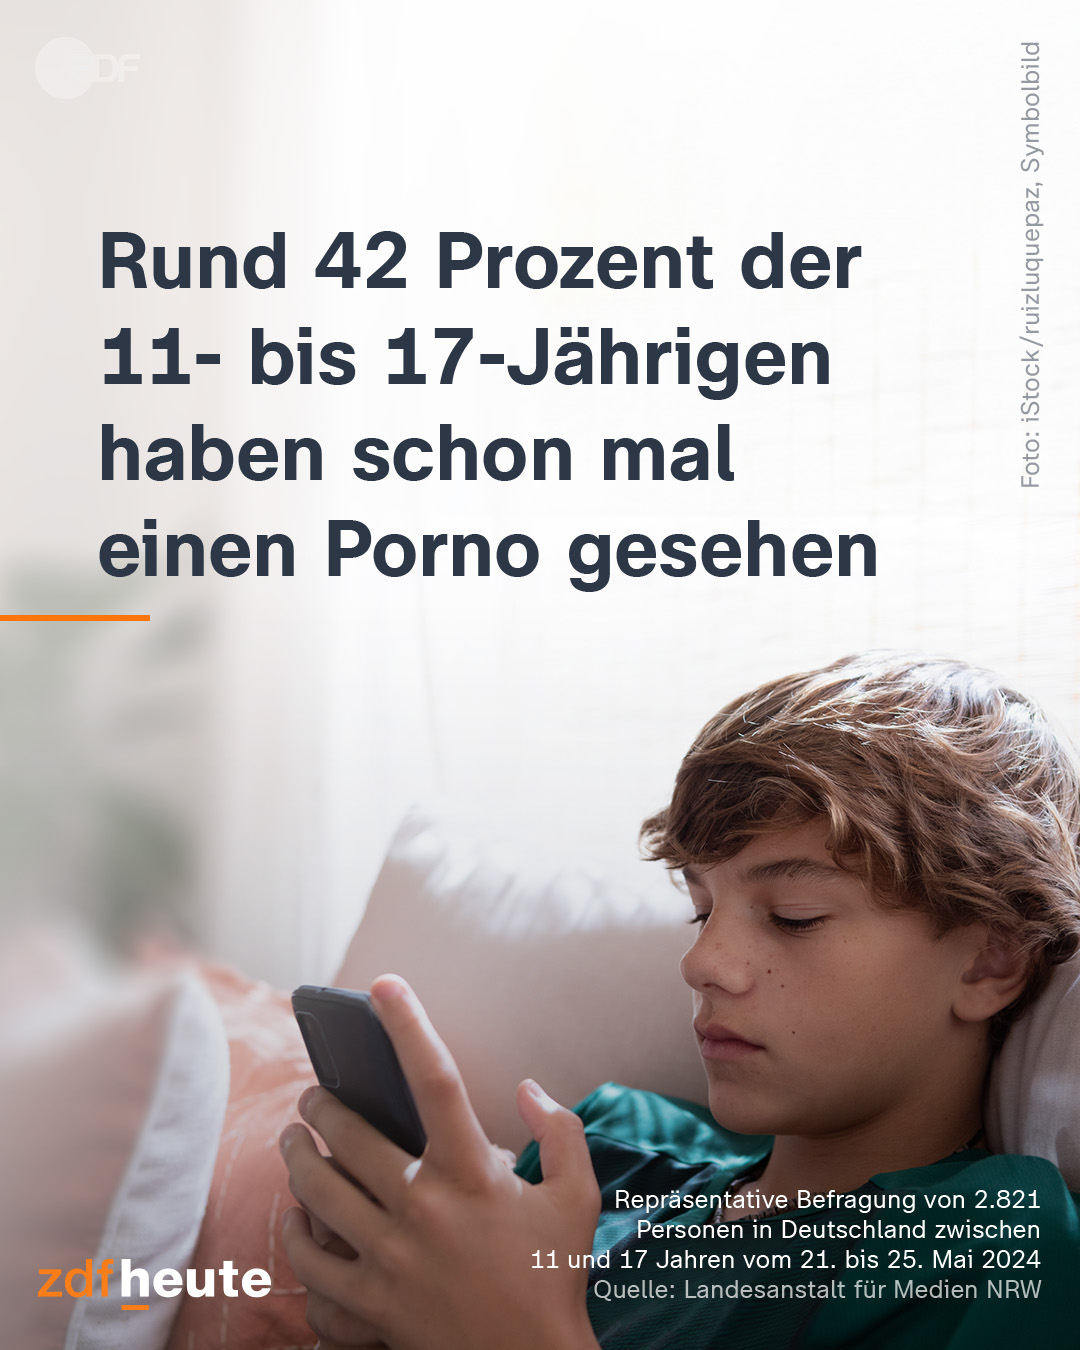 ZDF
Foto: iStock/ruizluquepaz, Symbolbild
Rund 42 Prozent der
11- bis 17-Jährigen
haben schon mal
einen Porno gesehen
Repräsentative Befragung von 2.821
Personen in Deutschland zwischen
11 und 17 Jahren vom 21. bis 25. Mai 2024
Quelle: Landesanstalt für Medien NRW
zdfheute